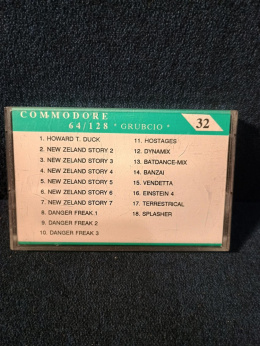 COMMODORE
64/128 " GRUBCIO "
32
1. HOWARD T. DUCK
2. NEW ZELAND STORY 2
3. NEW ZELAND STORY 3
4. NEW ZELAND STORY 4
5. NEW ZELAND STORY 5
6. NEW ZELAND STORY 6
7. NEW ZELAND STORY 7
8. DANGER FREAK 1
9. DANGER FREAK 2
10. DANGER FREAK 3
11. HOSTAGES
12. DYNAMIX
13. BATDANCE-MIX
14. BANZAI
15. VENDETTA
16. EINSTEIN 4
17. TERRESTRICAL
18. SPLASHER